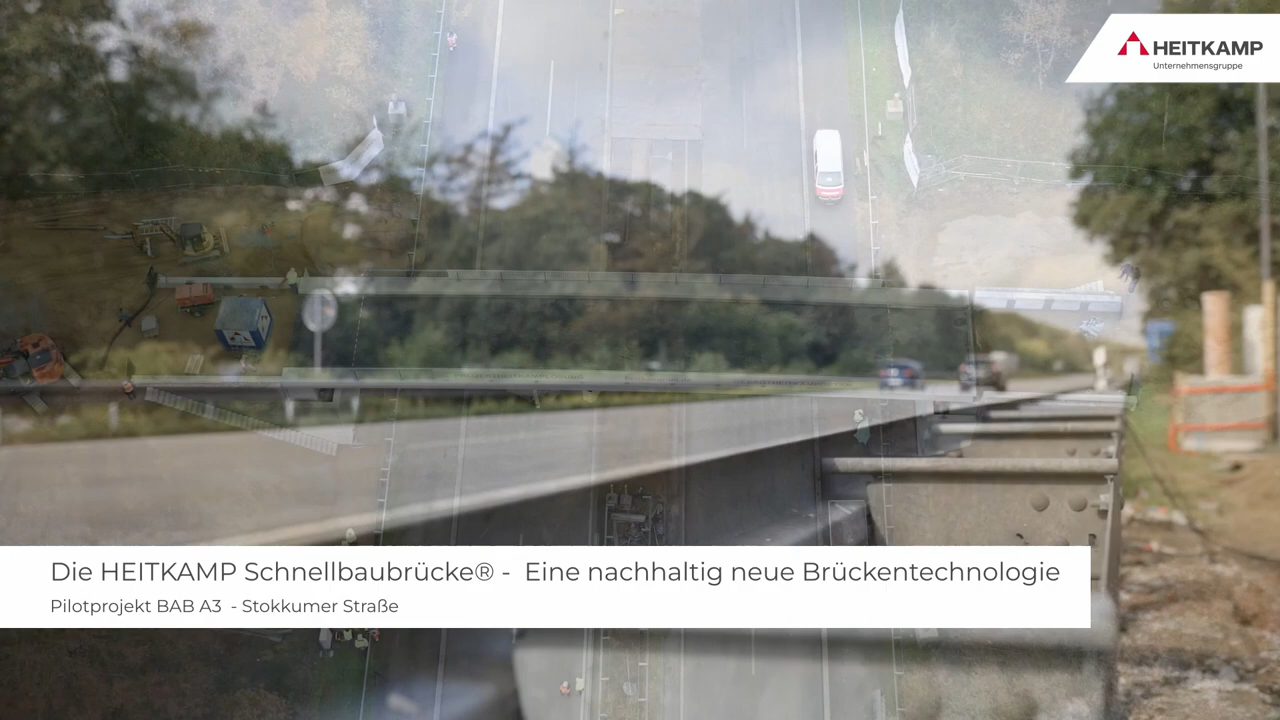 HEITKAMP
Unternehmensgruppe
Die HEITKAMP Schnellbaubrücke® - Eine nachhaltig neue Brückentechnologie
Pilotprojekt BAB A3 - Stokkumer Straße